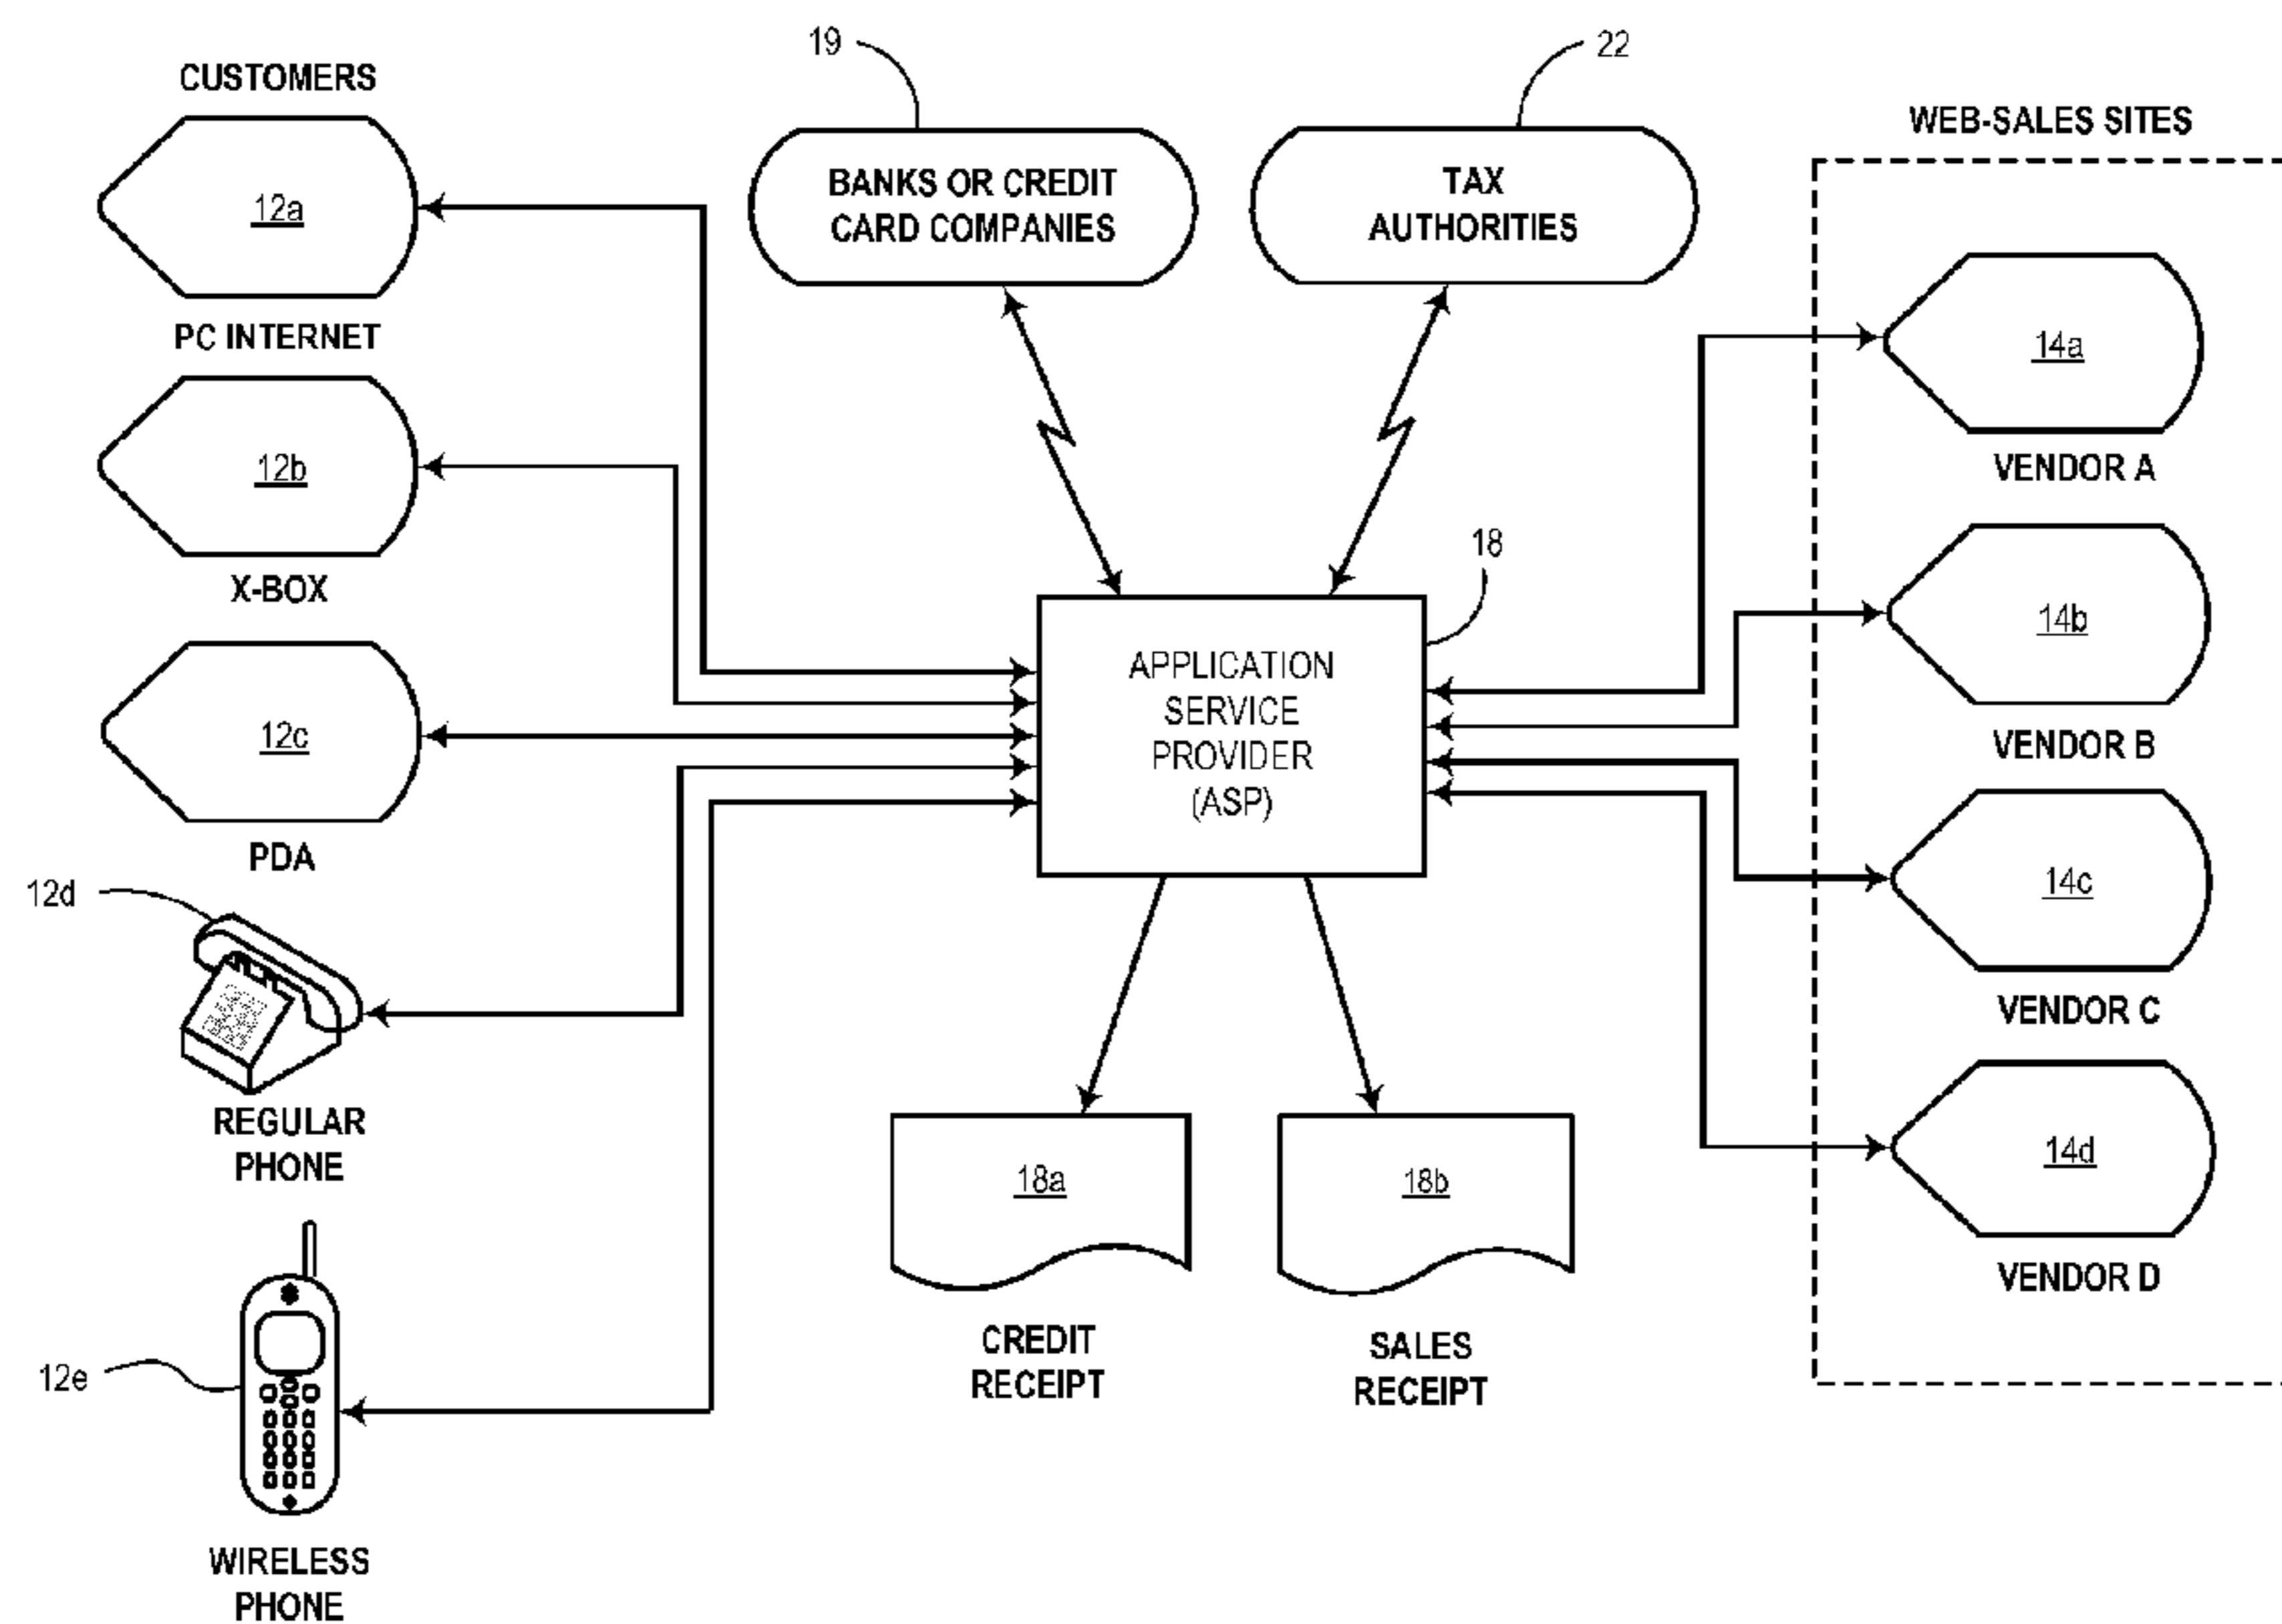 CUSTOMERS
12a
PC INTERNET
12b
X-BOX
12c
PDA
12d
REGULAR
PHONE
12e
WIRELESS
PHONE
19
BANKS OR CREDIT
CARD COMPANIES
22
TAX
AUTHORITIES
18
APPLICATION
SERVICE
PROVIDER
(ASP)
18a
CREDIT
RECEIPT
18b
SALES
RECEIPT
WEB-SALES SITES
14a
VENDOR A
14b
VENDOR B
14c
VENDOR C
14d
VENDOR D